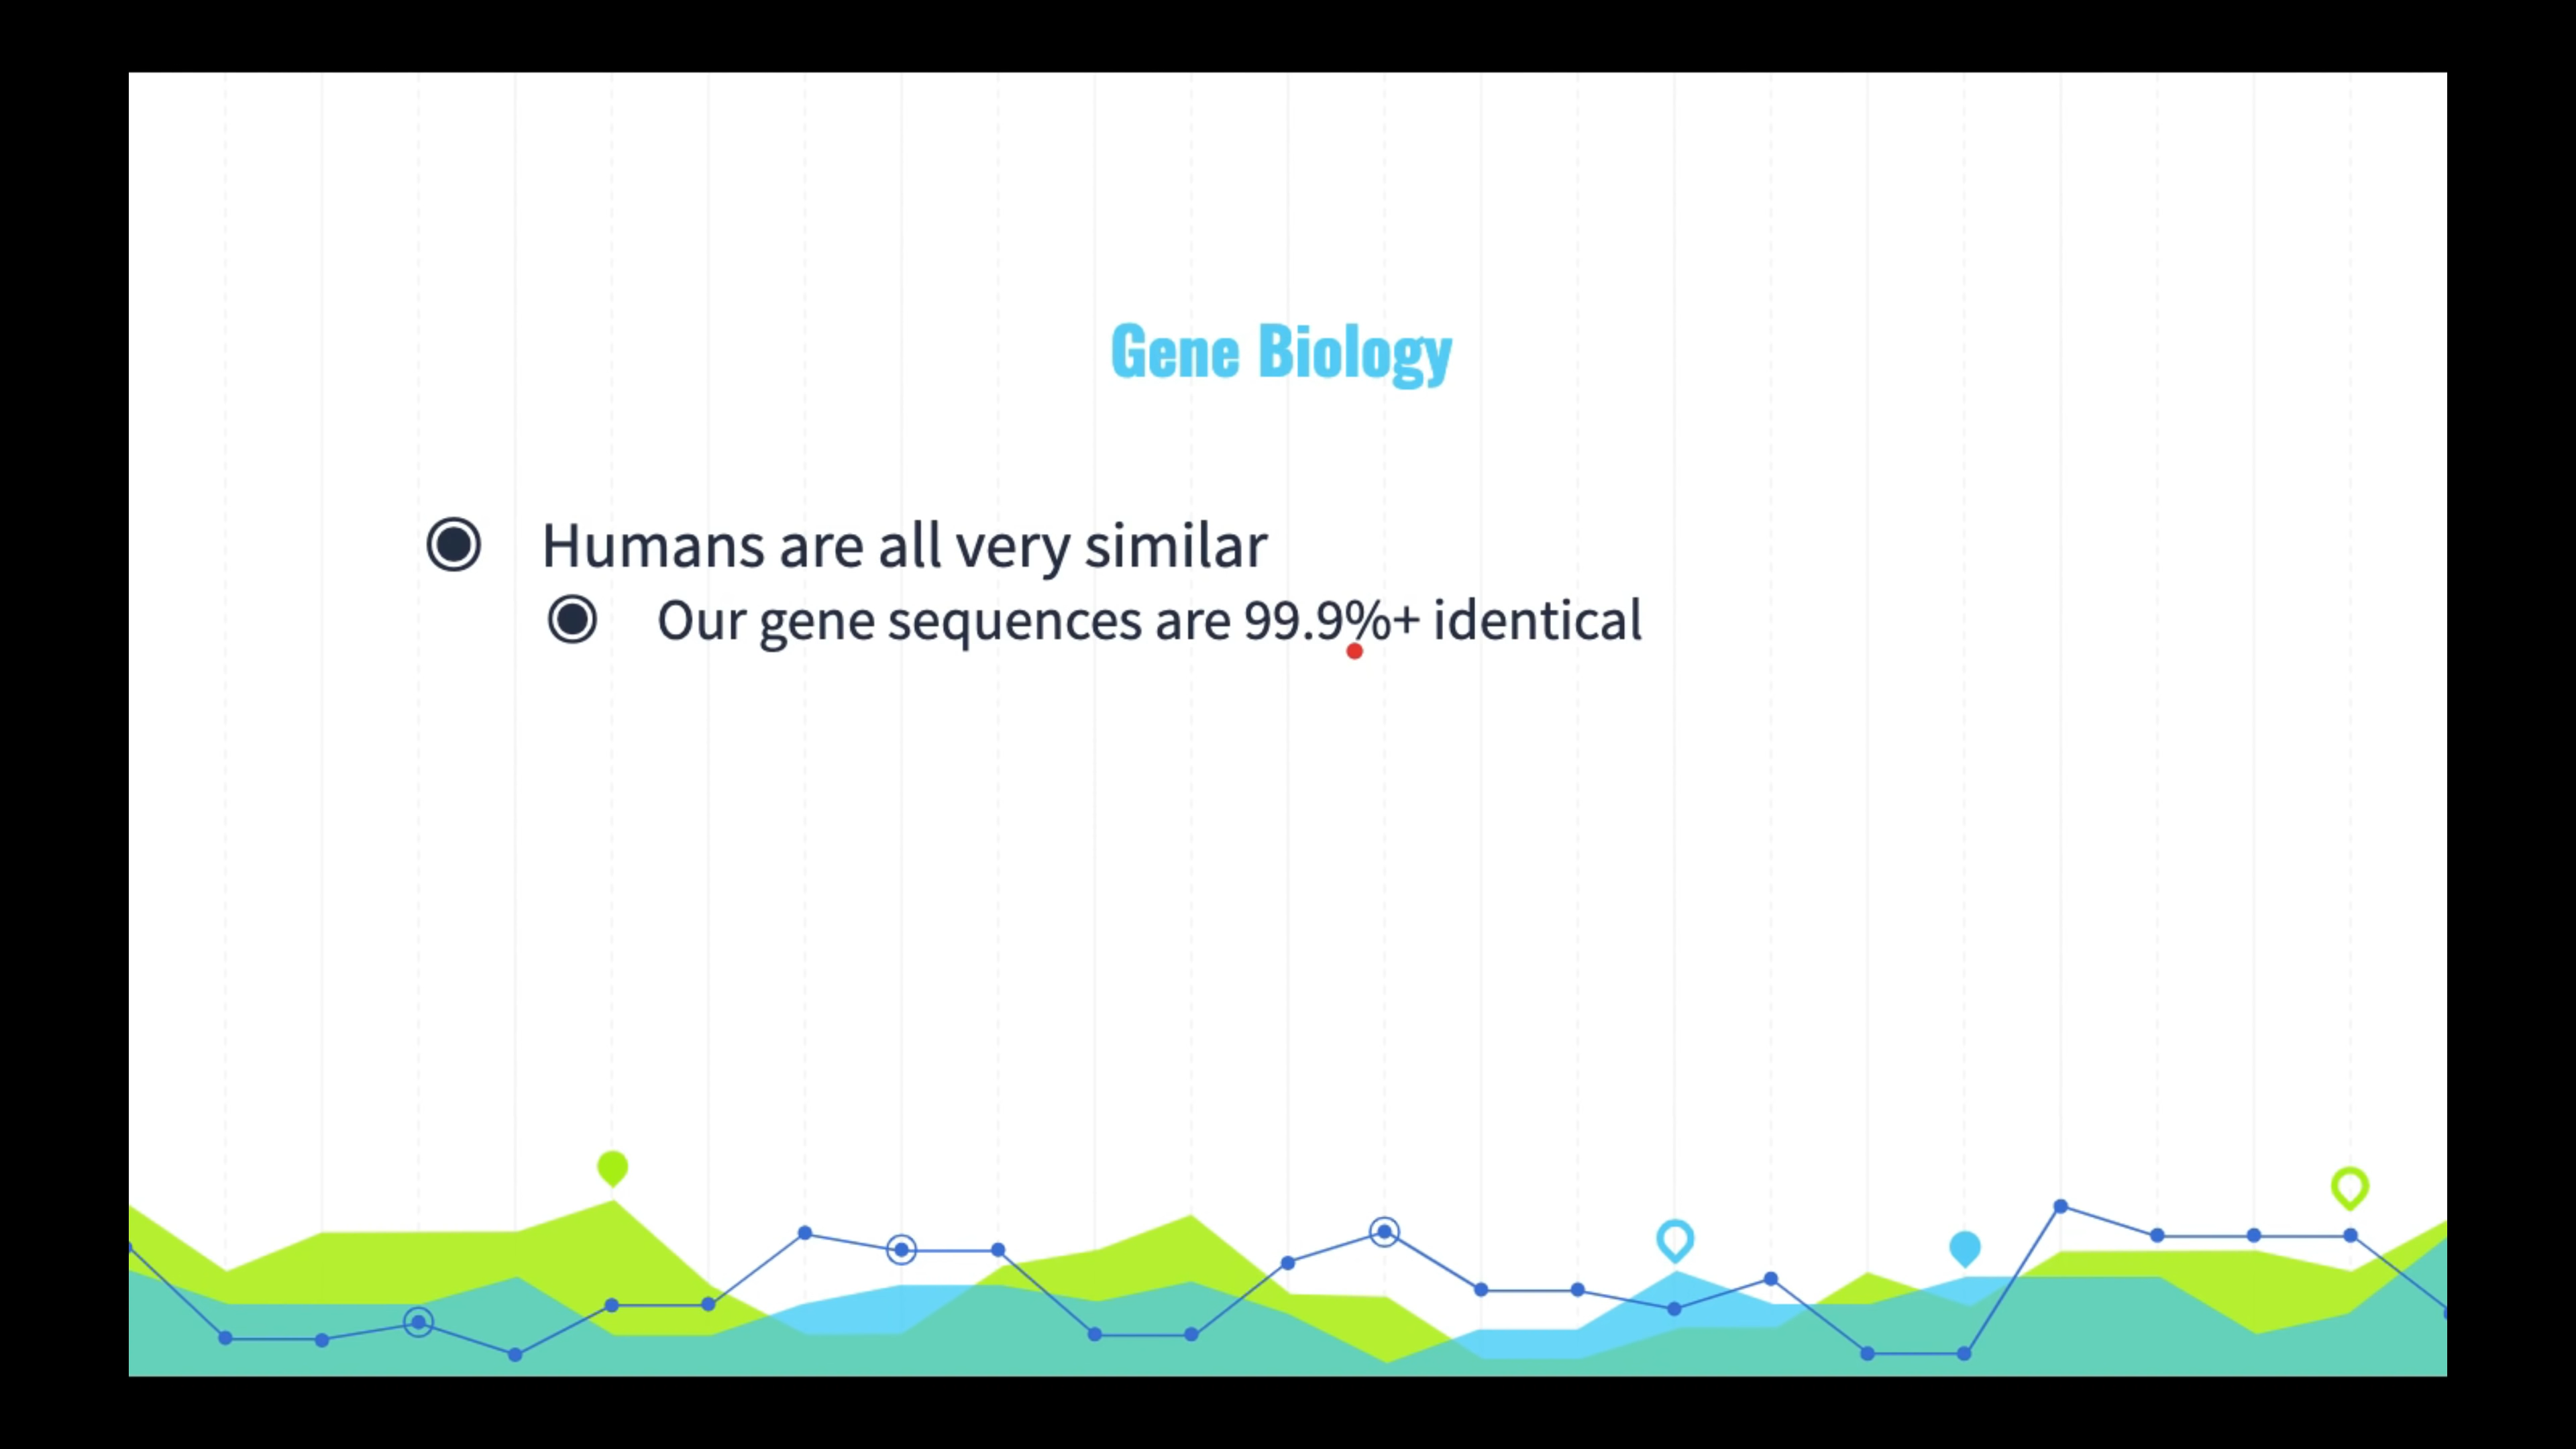 Gene Biology
Humans are all very similar
Our gene sequences are 99.9%+ identical